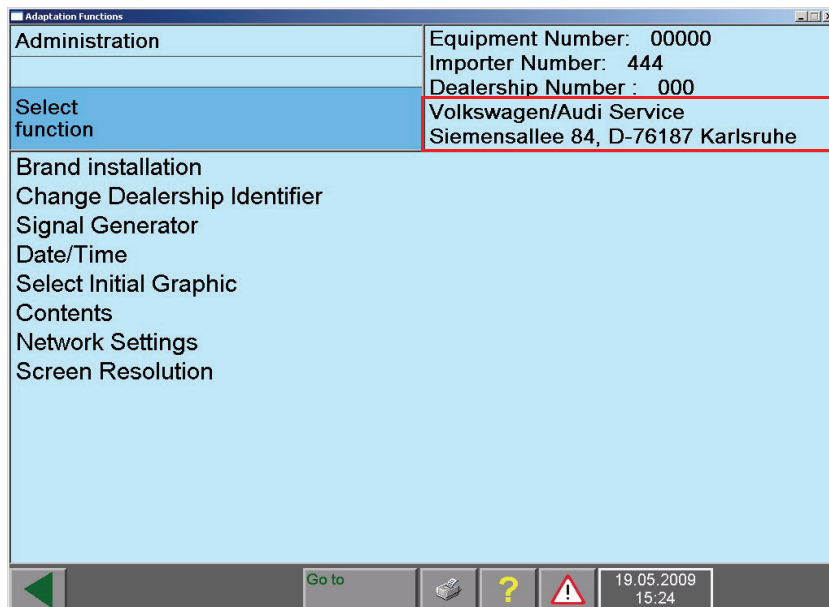 Adaptation Functions
Administration
Equipment Number: 00000
Importer Number: 444
Dealership Number : 000
Select
function
Volkswagen/Audi Service
Siemensallee 84, D-76187 Karlsruhe
Brand installation
Change Dealership Identifier
Signal Generator
Date/Time
Select Initial Graphic
Contents
Network Settings
Screen Resolution
Go to
?
19.05.2009
15:24